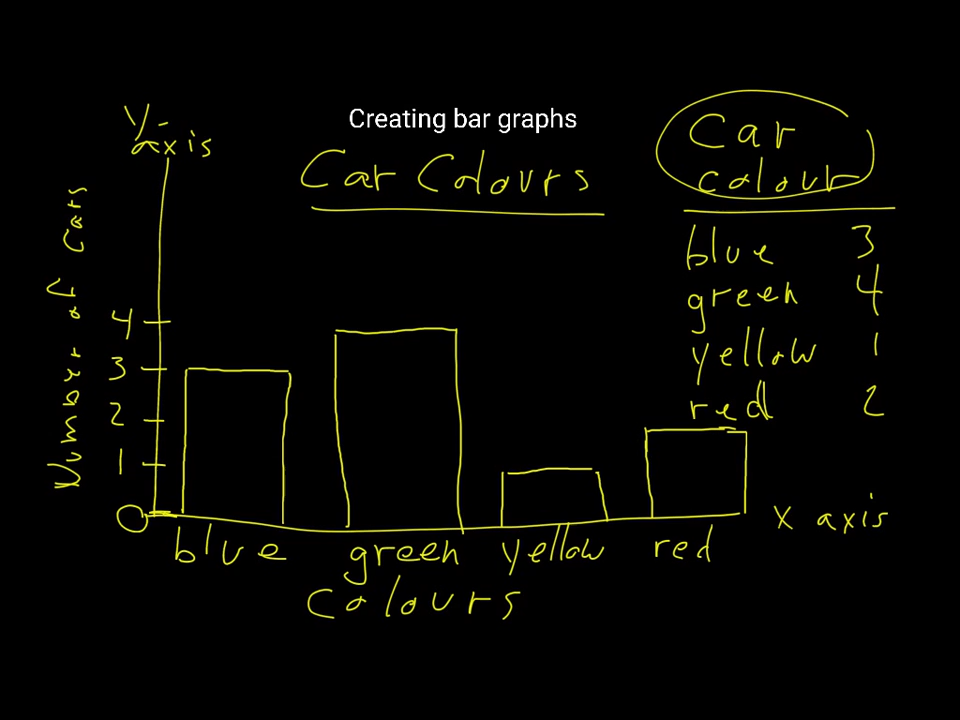 Creating bar graphs
Car Colours
Y-
axis
Number of Cars
4
3
2
1
0
blue green yellow red
x axis
Colours
Car
colour
blue 3
green 4
yellow 1
red 2